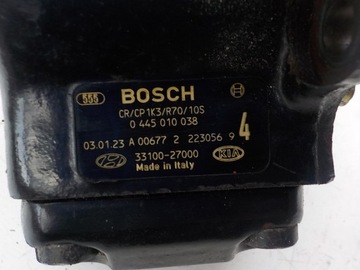 555 BOSCH
CR/CP1K3/R70/10S
0 445 010 038
03.01.23 A 00677 2 223056 9 4
33100-27000 KIA
Made in Italy